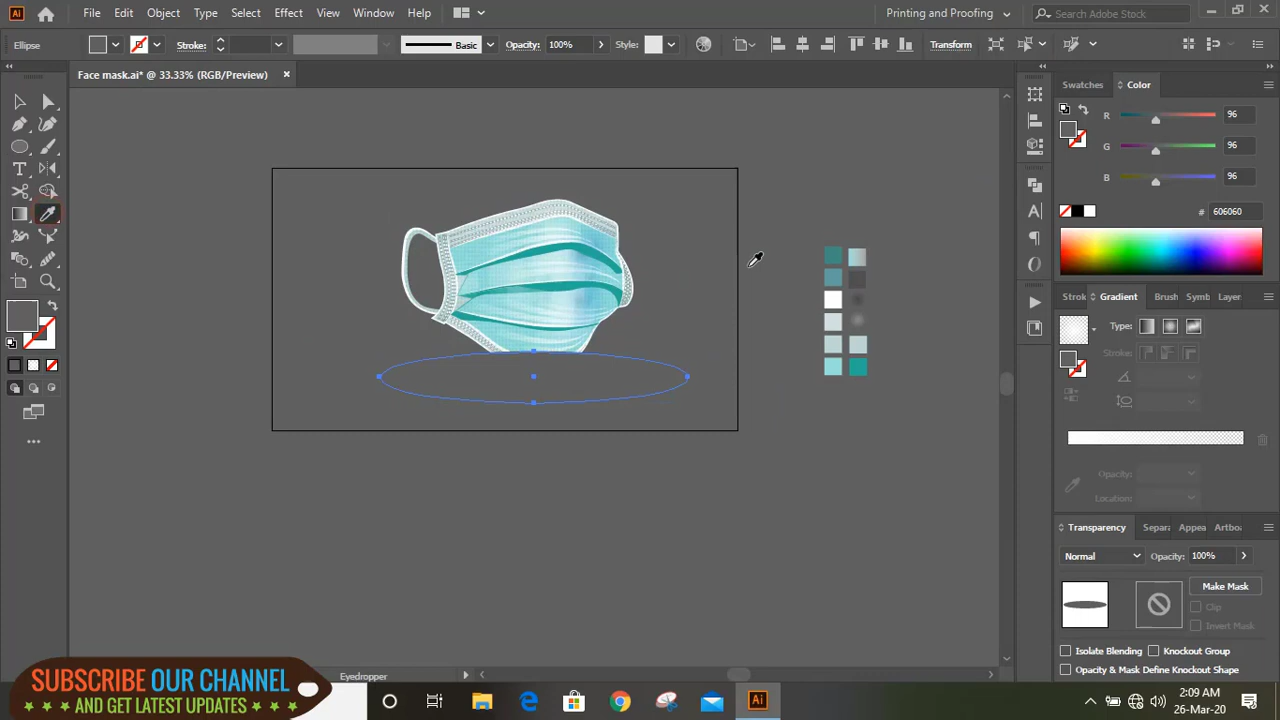 Ai File Edit Object Type Select Effect View Window Help Printing and Proofing Search Adobe Stock
Ellipse Stroke: Basic Opacity: 100% Style: Transform
Face mask.ai* @ 33.33% (RGB/Preview) ×
Swatches Color
R 96
G 96
B 96
# 606060
Strok Gradient Brush Symb Layer
Type:
Stroke:
Opacity:
Location:
Transparency Separa Appea Artboa
Normal Opacity: 100%
Make Mask
Clip
Invert Mask
Isolate Blending Knockout Group
Opacity & Mask Define Knockout Shape
Eyedropper
SUBSCRIBE OUR CHANNEL
AND GET LATEST UPDATES
Ai
2:09 AM
26-Mar-20